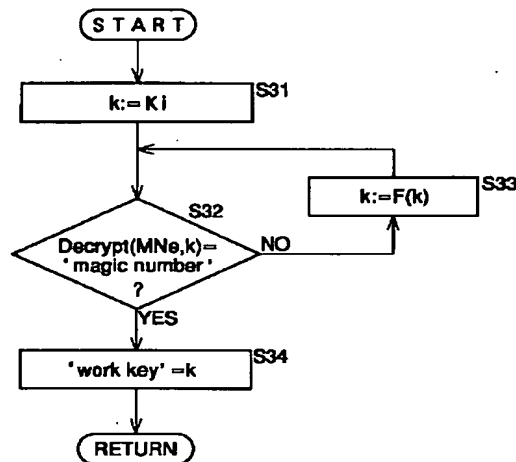 START
S31
k:=Ki
S33
k:=F(k)
S32
Decrypt(MNe,k)=
'magic number'
?
NO
YES
S34
'work key'=k
RETURN